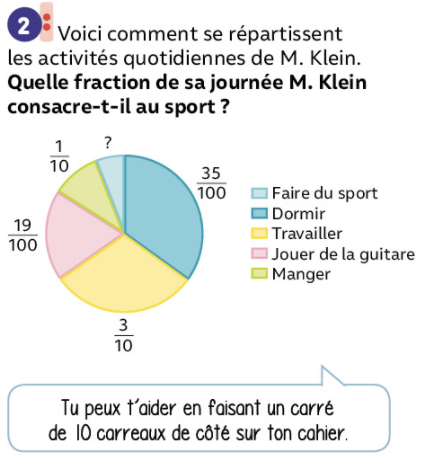 2 Voici comment se répartissent
les activités quotidiennes de M. Klein.
Quelle fraction de sa journée M. Klein
consacre-t-il au sport ?
1/10
?
35/100
19/100
3/10
Faire du sport
Dormir
Travailler
Jouer de la guitare
Manger
Tu peux t'aider en faisant un carré
de 10 carreaux de côté sur ton cahier.